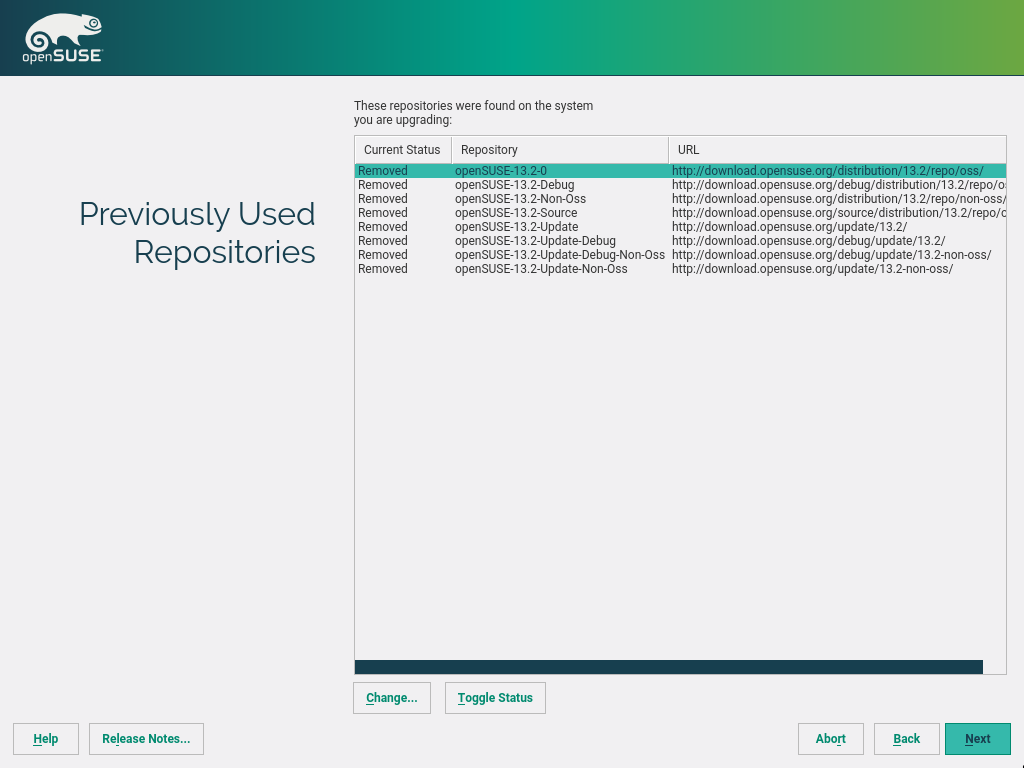 openSUSE
These repositories were found on the system
you are upgrading:
Previously Used
Repositories
Current Status Repository URL
Removed openSUSE-13.2-0 http://download.opensuse.org/distribution/13.2/repo/oss/
Removed openSUSE-13.2-Debug http://download.opensuse.org/debug/distribution/13.2/repo/os
Removed openSUSE-13.2-Non-Oss http://download.opensuse.org/distribution/13.2/repo/non-oss/
Removed openSUSE-13.2-Source http://download.opensuse.org/source/distribution/13.2/repo/o
Removed openSUSE-13.2-Update http://download.opensuse.org/update/13.2/
Removed openSUSE-13.2-Update-Debug http://download.opensuse.org/debug/update/13.2/
Removed openSUSE-13.2-Update-Debug-Non-Oss http://download.opensuse.org/debug/update/13.2-non-oss/
Removed openSUSE-13.2-Update-Non-Oss http://download.opensuse.org/update/13.2-non-oss/
Change... Toggle Status
Help Release Notes... Abort Back Next